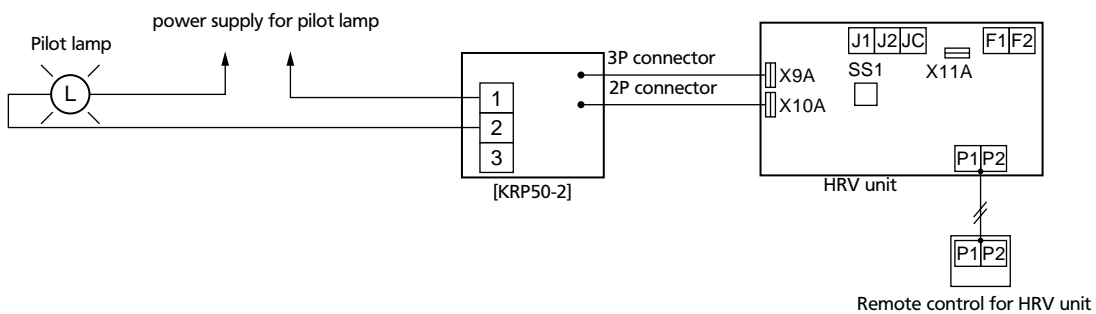 power supply for pilot lamp
Pilot lamp
L
3P connector
2P connector
1
2
3
[KRP50-2]
J1 J2 JC
F1 F2
SS1
X11A
X9A
X10A
P1 P2
HRV unit
P1 P2
Remote control for HRV unit